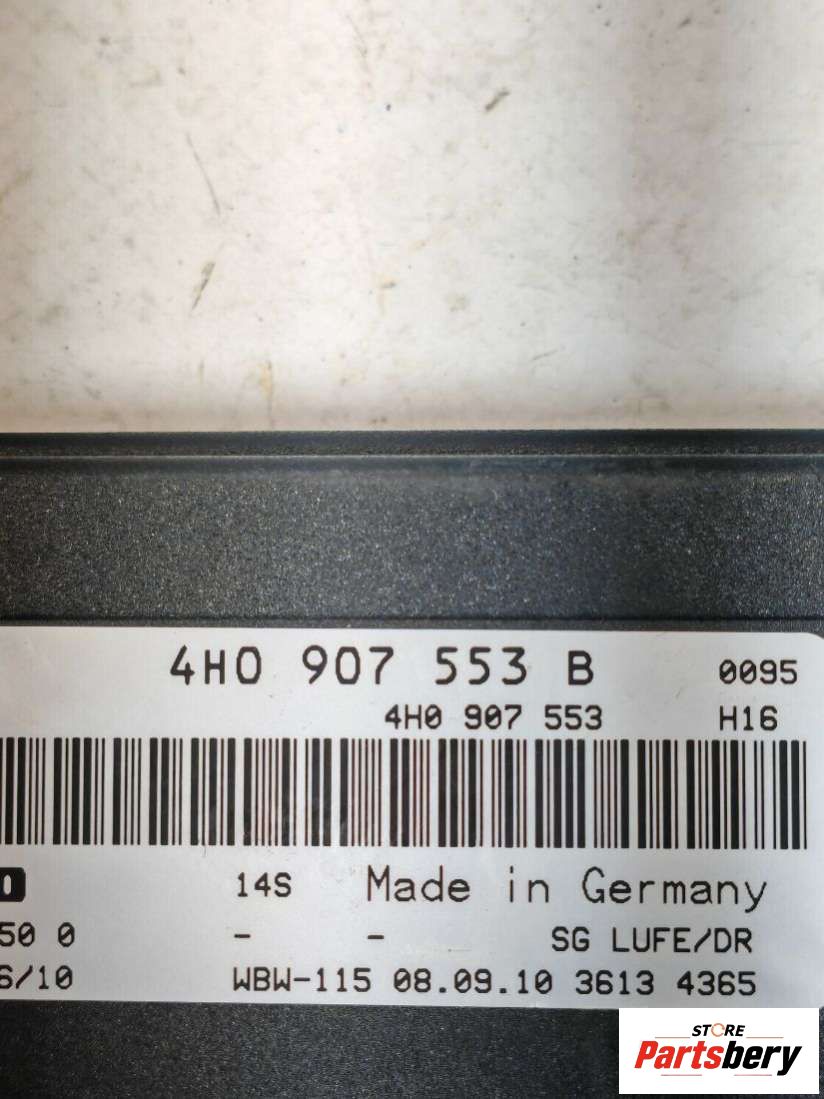 4H0 907 553 B 0095
4H0 907 553 H16
0 14S Made in Germany
50 0 - - SG LUFE/DR
6/10 WBW-115 08.09.10 3613 4365
STORE
Partsbery